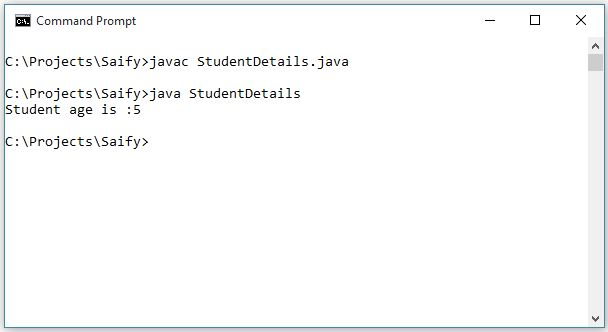 Command Prompt
C:\Projects\Saify>javac StudentDetails.java
C:\Projects\Saify>java StudentDetails
Student age is :5
C:\Projects\Saify>